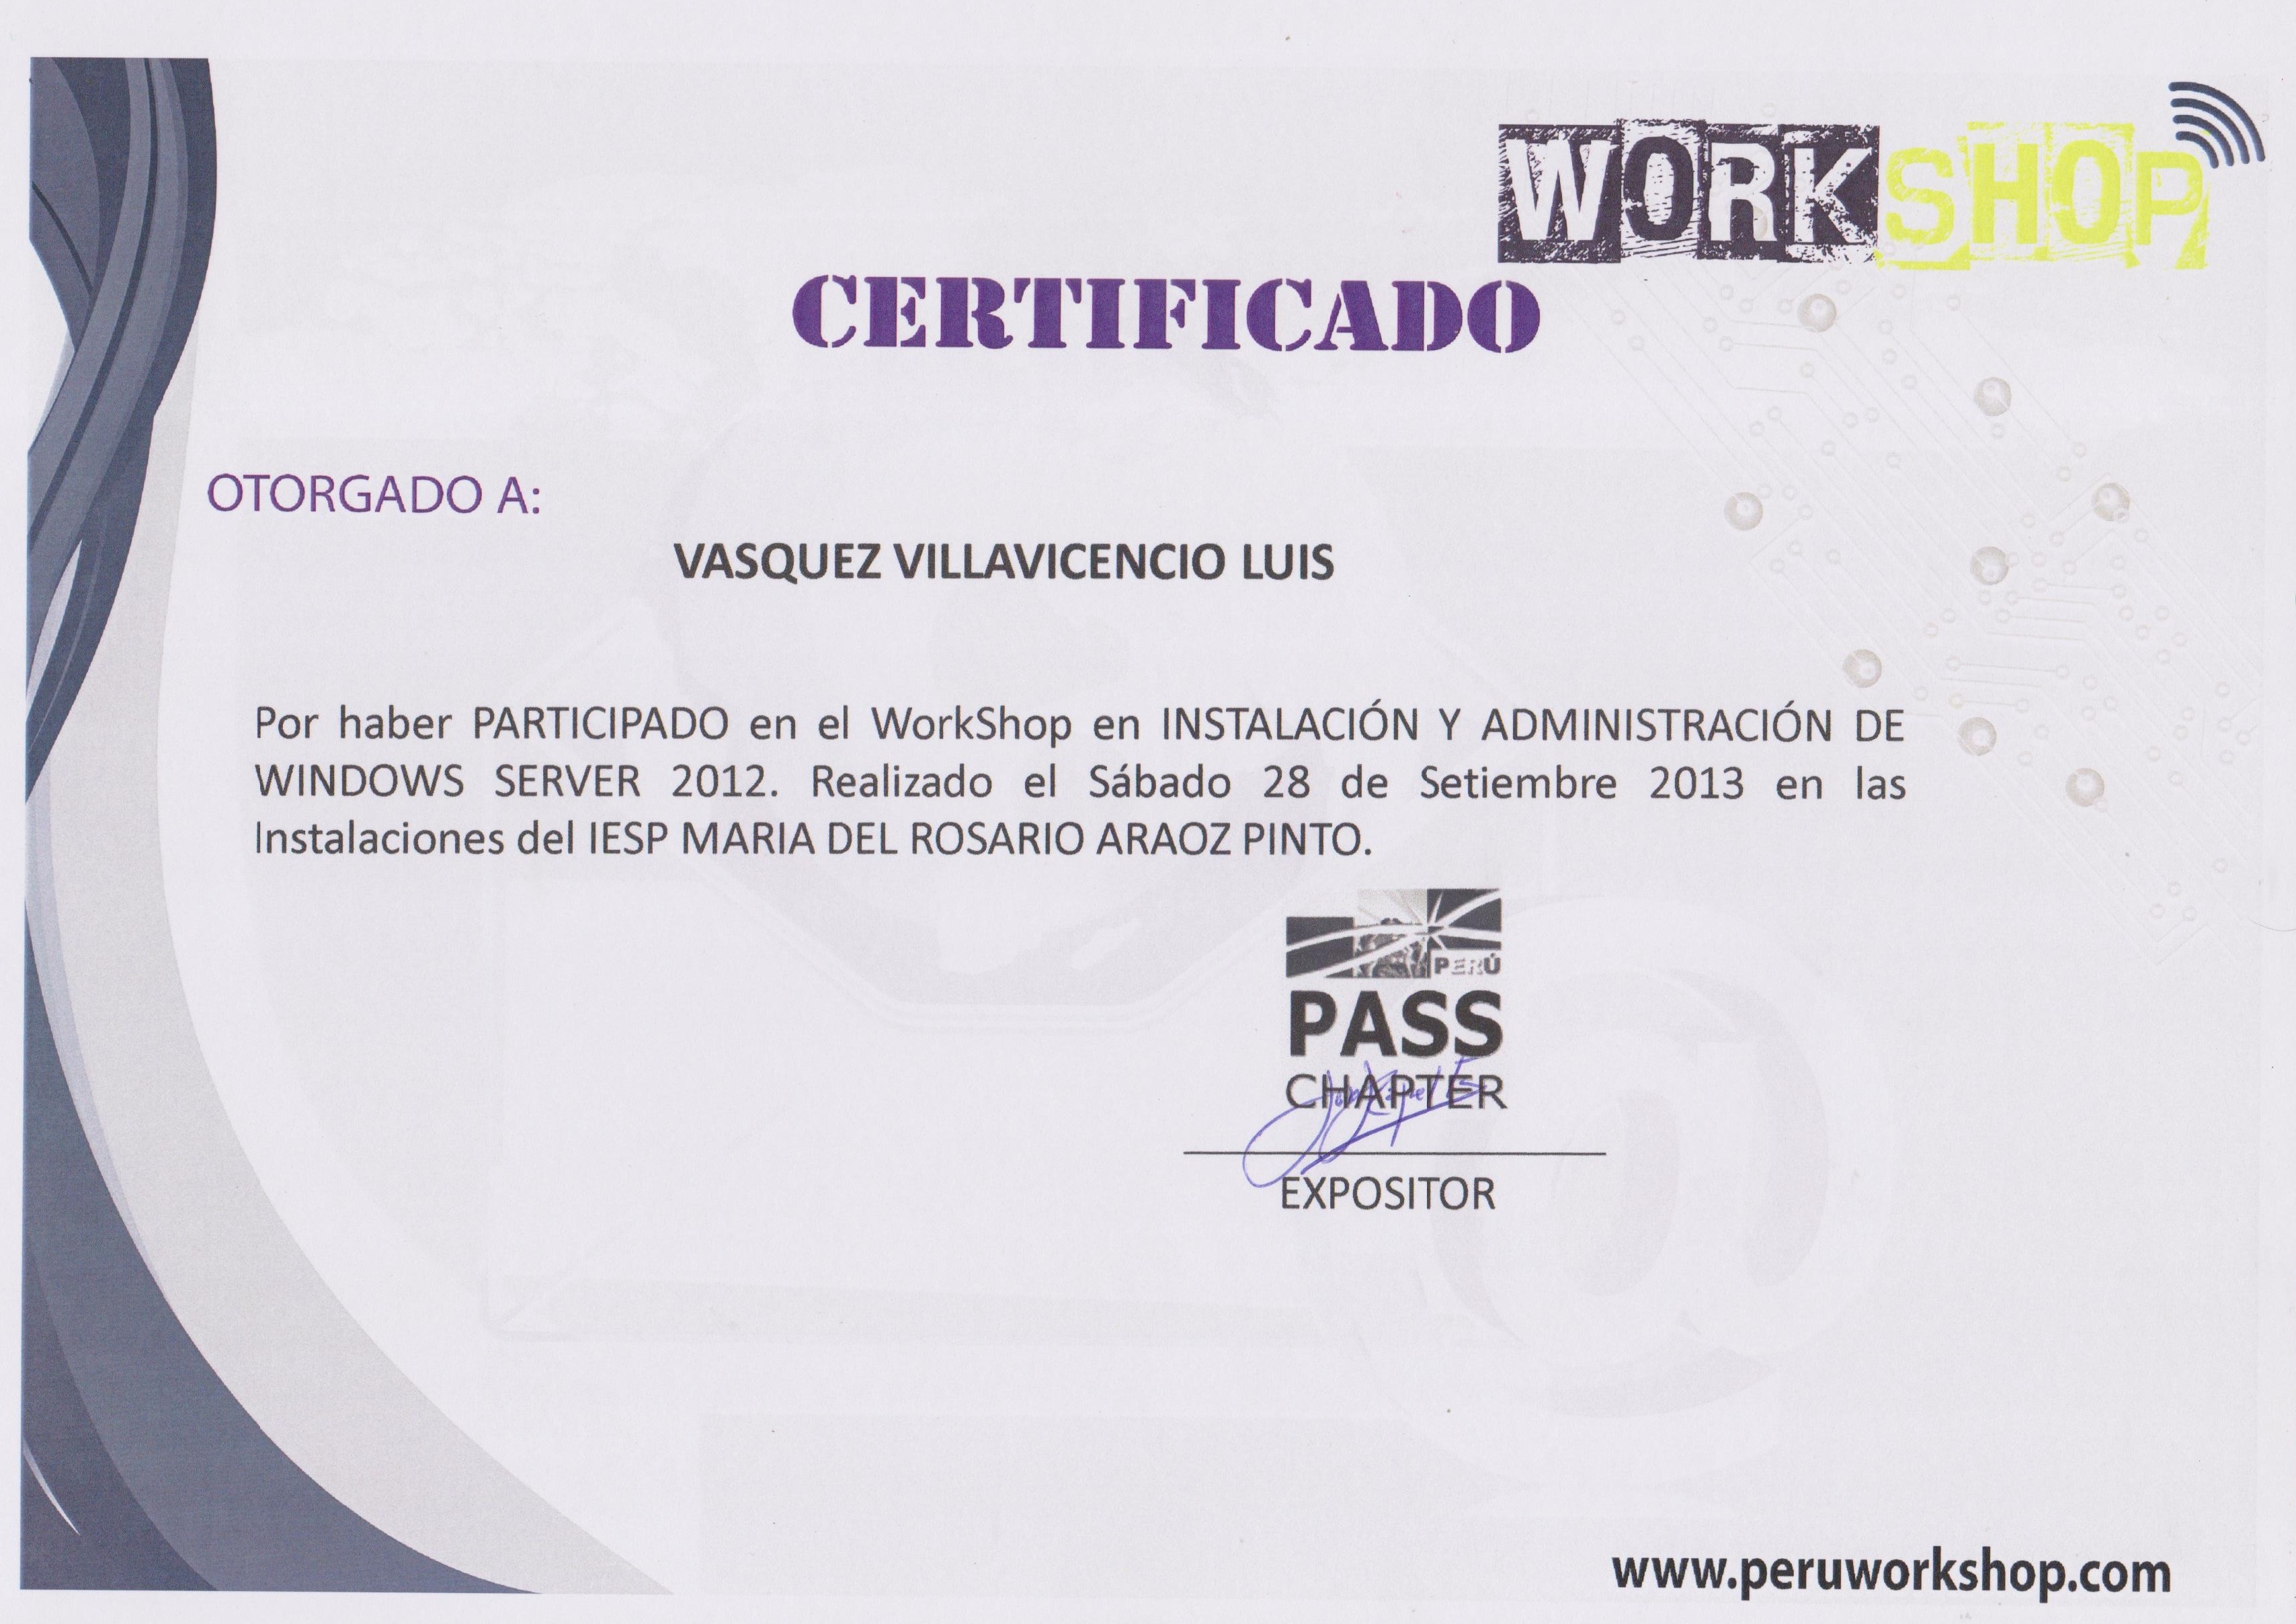 WORKSHOP
CERTIFICADO
OTORGADO A:
VASQUEZ VILLAVICENCIO LUIS
Por haber PARTICIPADO en el WorkShop en INSTALACIÓN Y ADMINISTRACIÓN DE
WINDOWS SERVER 2012. Realizado el Sábado 28 de Setiembre 2013 en las
Instalaciones del IESP MARIA DEL ROSARIO ARAOZ PINTO.
PERÚ
PASS
CHAPTER
EXPOSITOR
www.peruworkshop.com